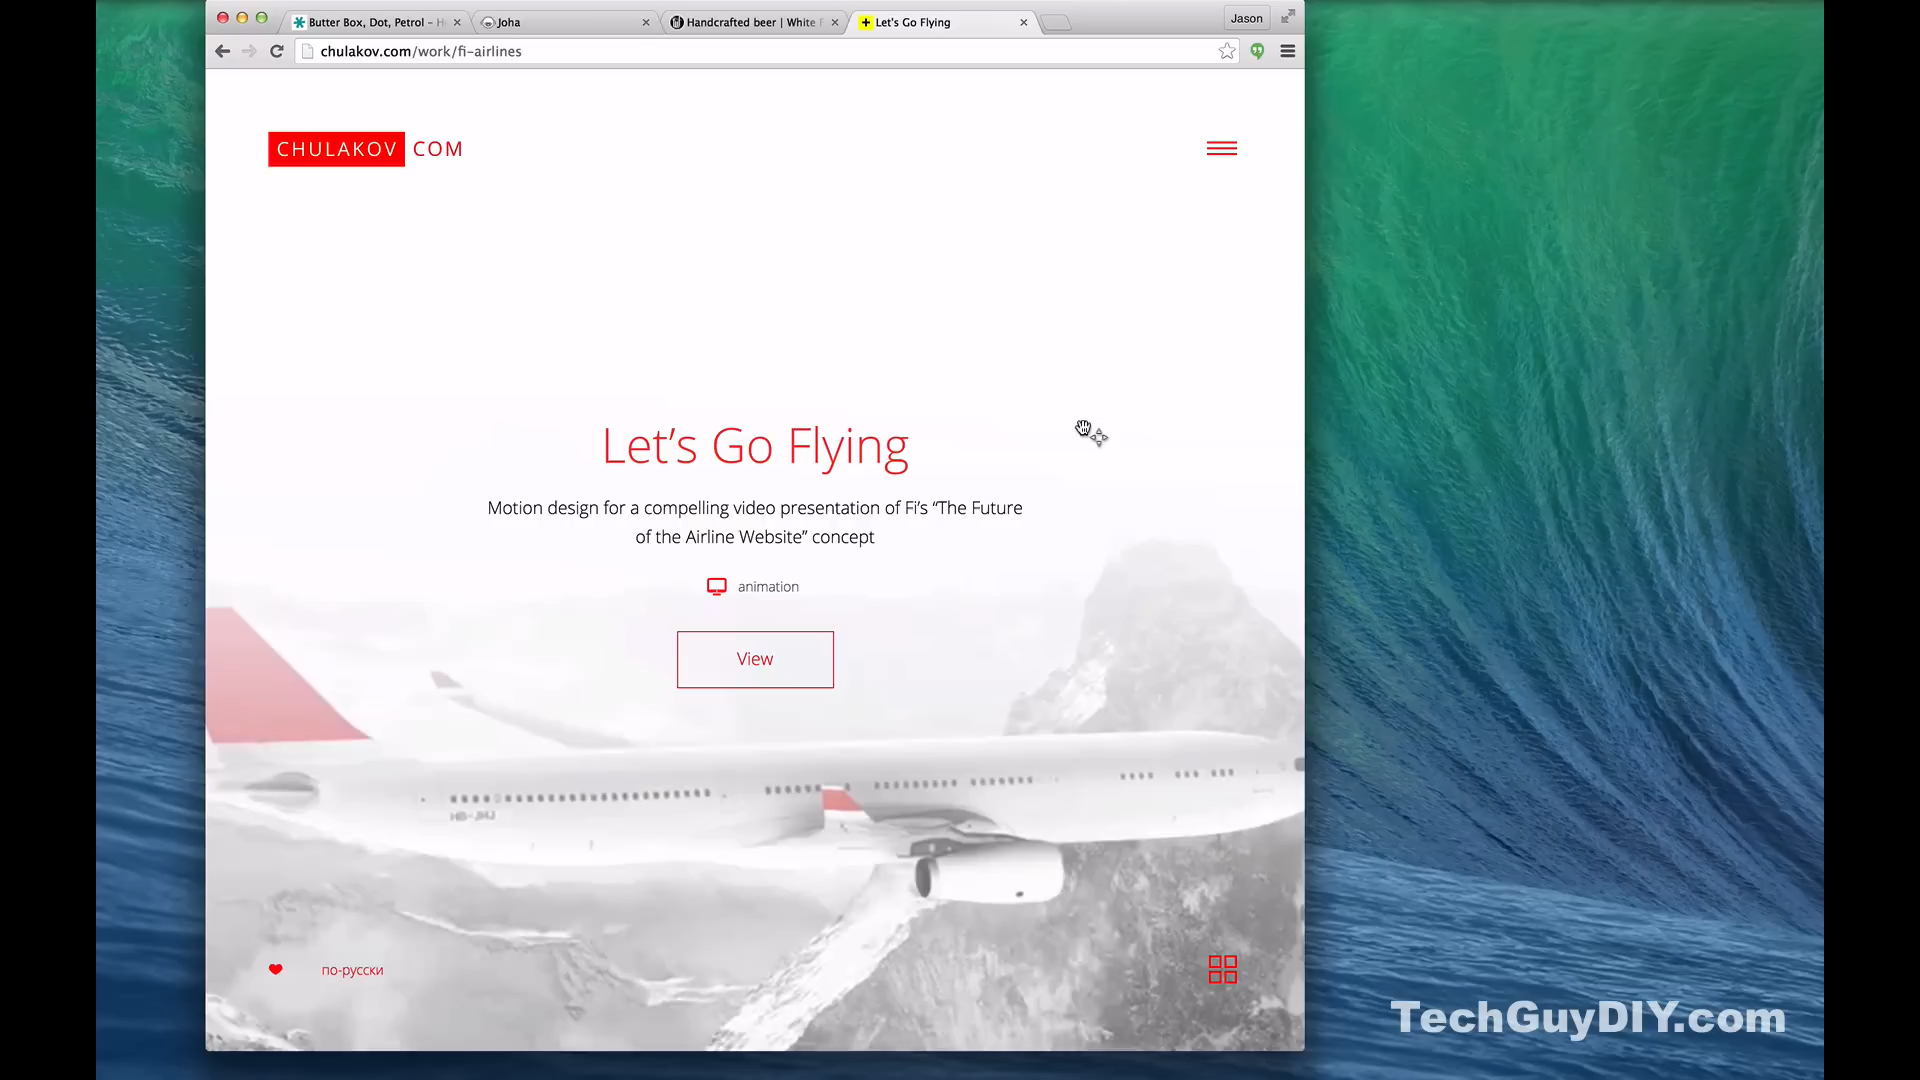 Butter Box, Dot, Petrol – H
Joha
Handcrafted beer | White F
Let's Go Flying
Jason
chulakov.com/work/fi-airlines
CHULAKOV COM
Let's Go Flying
Motion design for a compelling video presentation of Fi's “The Future
of the Airline Website” concept
animation
View
HB-JHJ
по-русски
TechGuyDIY.com